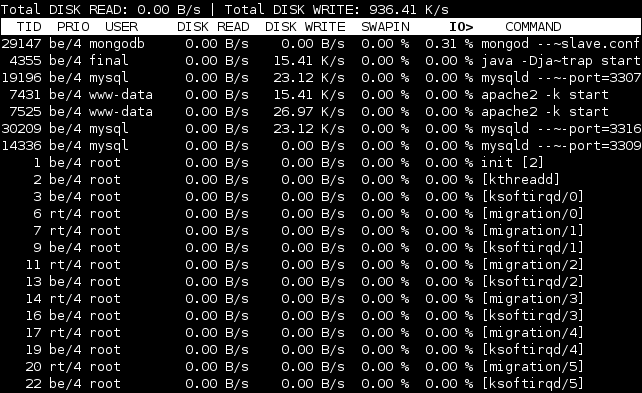 Total DISK READ: 0.00 B/s | Total DISK WRITE: 936.41 K/s
TID PRIO USER DISK READ DISK WRITE SWAPIN IO> COMMAND
29147 be/4 mongodb 0.00 B/s 0.00 B/s 0.00 % 0.31 % mongod --~slave.conf
4355 be/4 final 0.00 B/s 15.41 K/s 0.00 % 0.00 % java -Dja~trap start
19196 be/4 mysql 0.00 B/s 23.12 K/s 0.00 % 0.00 % mysqld --~-port=3307
7431 be/4 www-data 0.00 B/s 15.41 K/s 0.00 % 0.00 % apache2 -k start
7525 be/4 www-data 0.00 B/s 26.97 K/s 0.00 % 0.00 % apache2 -k start
30209 be/4 mysql 0.00 B/s 23.12 K/s 0.00 % 0.00 % mysqld --~-port=3316
14336 be/4 mysql 0.00 B/s 0.00 B/s 0.00 % 0.00 % mysqld --~-port=3309
1 be/4 root 0.00 B/s 0.00 B/s 0.00 % 0.00 % init [2]
2 be/4 root 0.00 B/s 0.00 B/s 0.00 % 0.00 % [kthreadd]
3 be/4 root 0.00 B/s 0.00 B/s 0.00 % 0.00 % [ksoftirqd/0]
6 rt/4 root 0.00 B/s 0.00 B/s 0.00 % 0.00 % [migration/0]
7 rt/4 root 0.00 B/s 0.00 B/s 0.00 % 0.00 % [migration/1]
9 be/4 root 0.00 B/s 0.00 B/s 0.00 % 0.00 % [ksoftirqd/1]
11 rt/4 root 0.00 B/s 0.00 B/s 0.00 % 0.00 % [migration/2]
13 be/4 root 0.00 B/s 0.00 B/s 0.00 % 0.00 % [ksoftirqd/2]
14 rt/4 root 0.00 B/s 0.00 B/s 0.00 % 0.00 % [migration/3]
16 be/4 root 0.00 B/s 0.00 B/s 0.00 % 0.00 % [ksoftirqd/3]
17 rt/4 root 0.00 B/s 0.00 B/s 0.00 % 0.00 % [migration/4]
19 be/4 root 0.00 B/s 0.00 B/s 0.00 % 0.00 % [ksoftirqd/4]
20 rt/4 root 0.00 B/s 0.00 B/s 0.00 % 0.00 % [migration/5]
22 be/4 root 0.00 B/s 0.00 B/s 0.00 % 0.00 % [ksoftirqd/5]